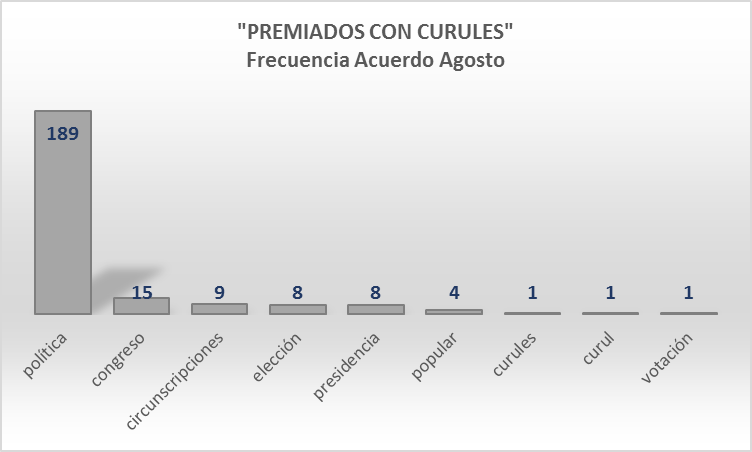 "PREMIADOS CON CURULES"
Frecuencia Acuerdo Agosto
189
15
9
8
8
4
1
1
1
política
congreso
circunscripciones
elección
presidencia
popular
curules
curul
votación